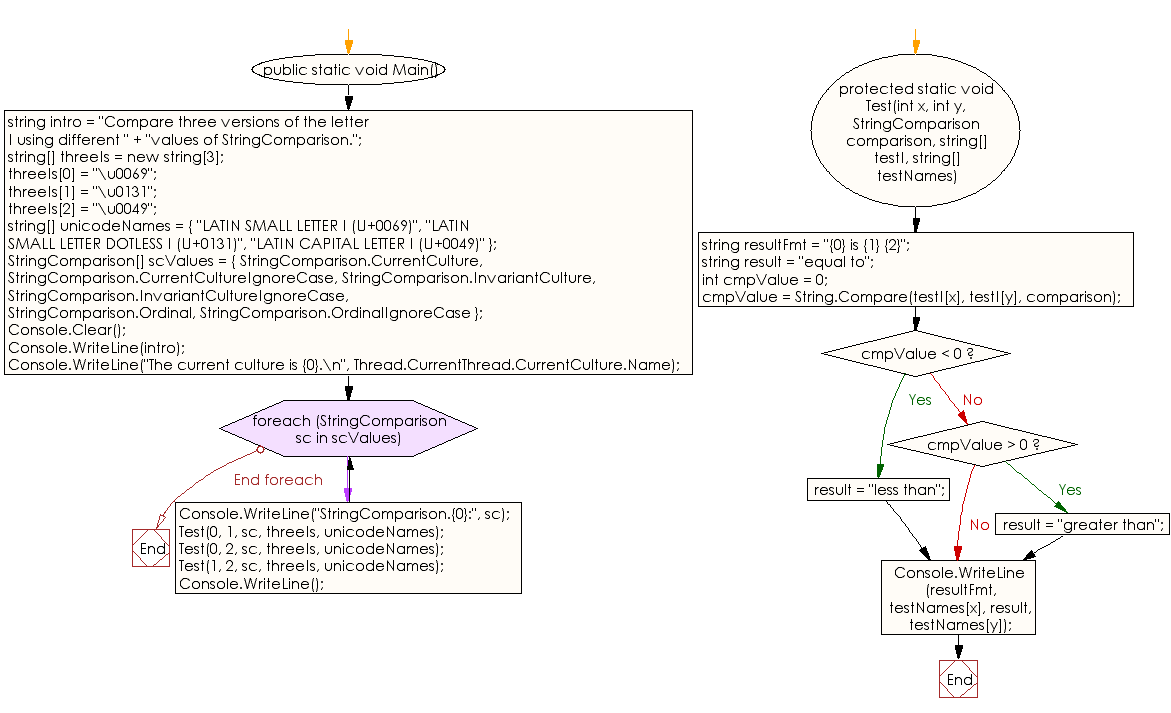 public static void Main()
string intro = "Compare three versions of the letter
I using different " + "values of StringComparison.";
string[] threeIs = new string[3];
threeIs[0] = "\u0069";
threeIs[1] = "\u0131";
threeIs[2] = "\u0049";
string[] unicodeNames = { "LATIN SMALL LETTER I (U+0069)", "LATIN
SMALL LETTER DOTLESS I (U+0131)", "LATIN CAPITAL LETTER I (U+0049)" };
StringComparison[] scValues = { StringComparison.CurrentCulture,
StringComparison.CurrentCultureIgnoreCase, StringComparison.InvariantCulture,
StringComparison.InvariantCultureIgnoreCase,
StringComparison.Ordinal, StringComparison.OrdinalIgnoreCase };
Console.Clear();
Console.WriteLine(intro);
Console.WriteLine("The current culture is {0}.\n", Thread.CurrentThread.CurrentCulture.Name);
foreach (StringComparison
sc in scValues)
End foreach
End
Console.WriteLine("StringComparison.{0}:", sc);
Test(0, 1, sc, threeIs, unicodeNames);
Test(0, 2, sc, threeIs, unicodeNames);
Test(1, 2, sc, threeIs, unicodeNames);
Console.WriteLine();
protected static void
Test(int x, int y,
StringComparison
comparison, string[]
testI, string[]
testNames)
string resultFmt = "{0} is {1} {2}";
string result = "equal to";
int cmpValue = 0;
cmpValue = String.Compare(testI[x], testI[y], comparison);
cmpValue < 0 ?
Yes
No
cmpValue > 0 ?
result = "less than";
Yes
No
result = "greater than";
Console.WriteLine
(resultFmt,
testNames[x], result,
testNames[y]);
End